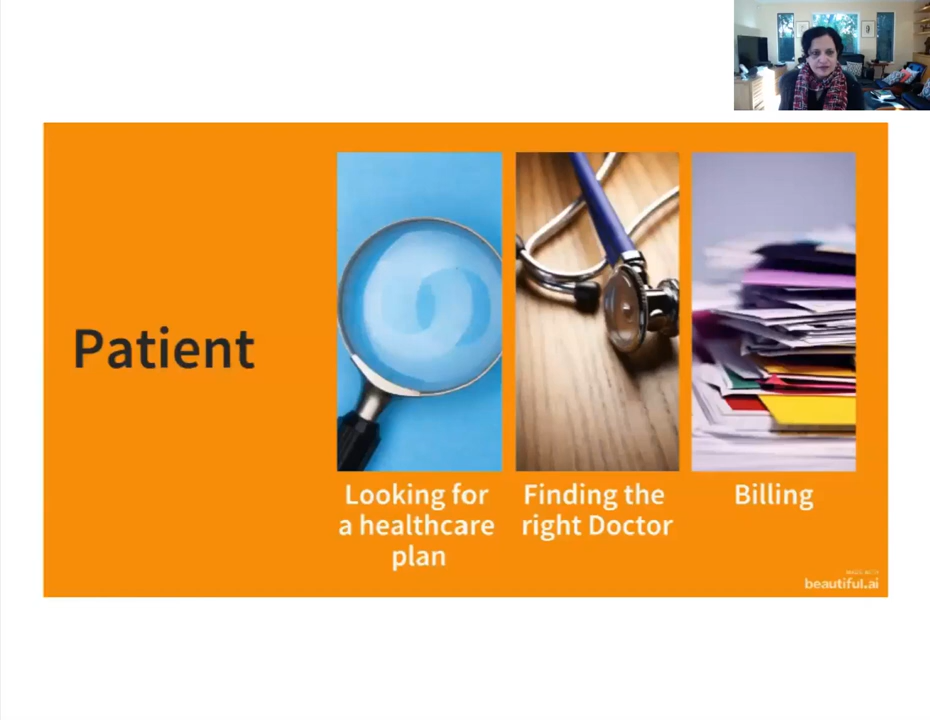 Patient
Looking for
a healthcare
plan
Finding the
right Doctor
Billing
beautiful.ai